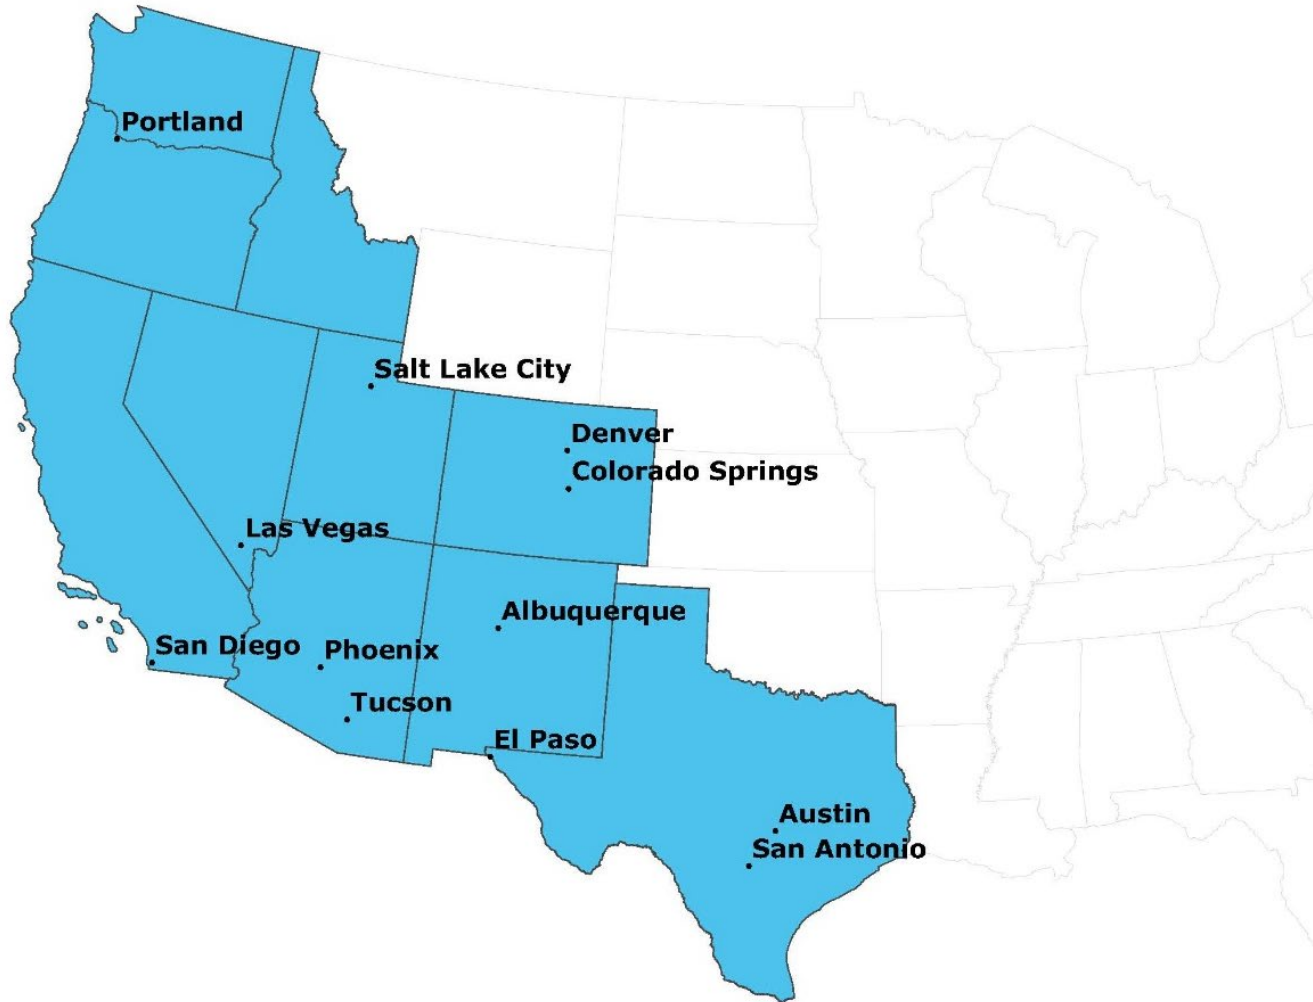 Portland
Salt Lake City
Denver
Colorado Springs
Las Vegas
Albuquerque
San Diego
Phoenix
Tucson
El Paso
Austin
San Antonio